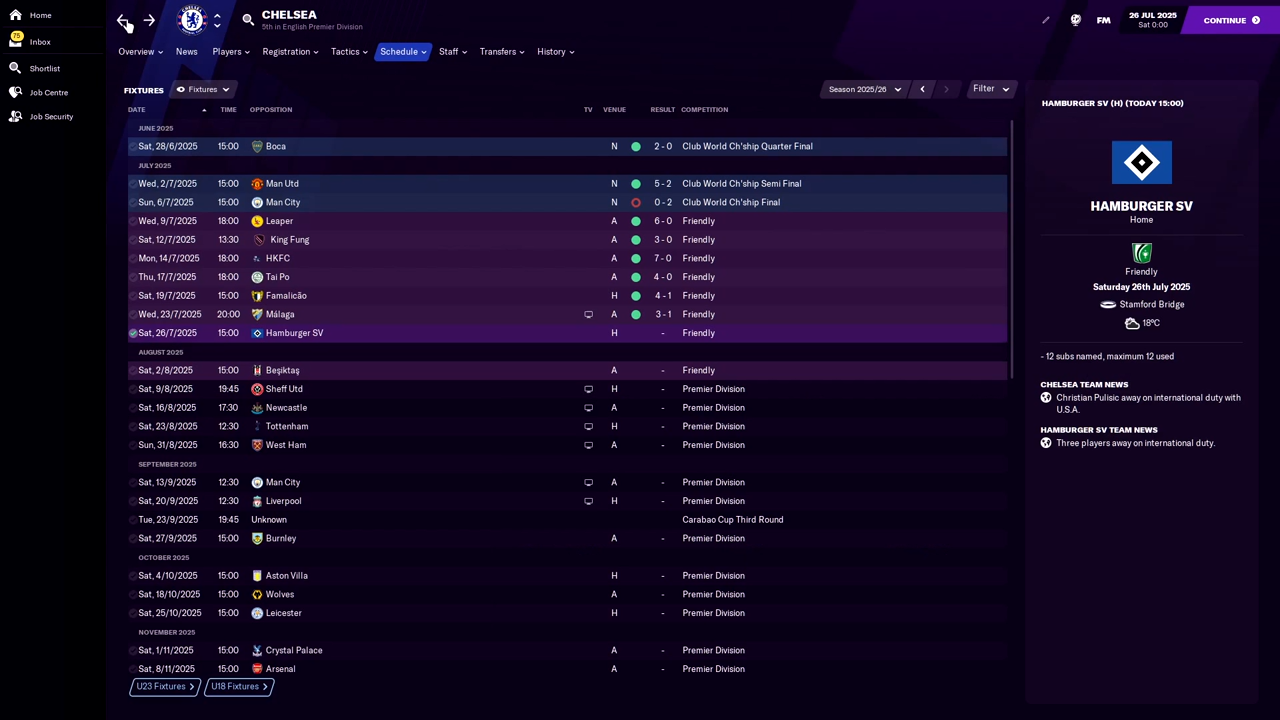 Home
75
Inbox
Shortlist
Job Centre
Job Security
CHELSEA
5th in English Premier Division
FM
26 JUL 2025
Sat 0:00
CONTINUE
Overview News Players Registration Tactics Schedule Staff Transfers History
FIXTURES Fixtures Season 2025/26 Filter
DATE TIME OPPOSITION TV VENUE RESULT COMPETITION
JUNE 2025
Sat, 28/6/2025 15:00 Boca N 2 - 0 Club World Ch'ship Quarter Final
JULY 2025
Wed, 2/7/2025 15:00 Man Utd N 5 - 2 Club World Ch'ship Semi Final
Sun, 6/7/2025 15:00 Man City N 0 - 2 Club World Ch'ship Final
Wed, 9/7/2025 18:00 Leaper A 6 - 0 Friendly
Sat, 12/7/2025 13:30 King Fung A 3 - 0 Friendly
Mon, 14/7/2025 18:00 HKFC A 7 - 0 Friendly
Thu, 17/7/2025 18:00 Tai Po A 4 - 0 Friendly
Sat, 19/7/2025 15:00 Famalicão H 4 - 1 Friendly
Wed, 23/7/2025 20:00 Málaga A 3 - 1 Friendly
Sat, 26/7/2025 15:00 Hamburger SV H - Friendly
AUGUST 2025
Sat, 2/8/2025 15:00 Beşiktaş A - Friendly
Sat, 9/8/2025 19:45 Sheff Utd H - Premier Division
Sat, 16/8/2025 17:30 Newcastle A - Premier Division
Sat, 23/8/2025 12:30 Tottenham H - Premier Division
Sun, 31/8/2025 16:30 West Ham A - Premier Division
SEPTEMBER 2025
Sat, 13/9/2025 12:30 Man City A - Premier Division
Sat, 20/9/2025 12:30 Liverpool H - Premier Division
Tue, 23/9/2025 19:45 Unknown Carabao Cup Third Round
Sat, 27/9/2025 15:00 Burnley A - Premier Division
OCTOBER 2025
Sat, 4/10/2025 15:00 Aston Villa H - Premier Division
Sat, 18/10/2025 15:00 Wolves A - Premier Division
Sat, 25/10/2025 15:00 Leicester H - Premier Division
NOVEMBER 2025
Sat, 1/11/2025 15:00 Crystal Palace A - Premier Division
Sat, 8/11/2025 15:00 Arsenal A - Premier Division
U23 Fixtures U18 Fixtures
HAMBURGER SV (H) (TODAY 15:00)
HAMBURGER SV
Home
Friendly
Saturday 26th July 2025
Stamford Bridge
18°C
- 12 subs named, maximum 12 used
CHELSEA TEAM NEWS
Christian Pulisic away on international duty with
U.S.A.
HAMBURGER SV TEAM NEWS
Three players away on international duty.